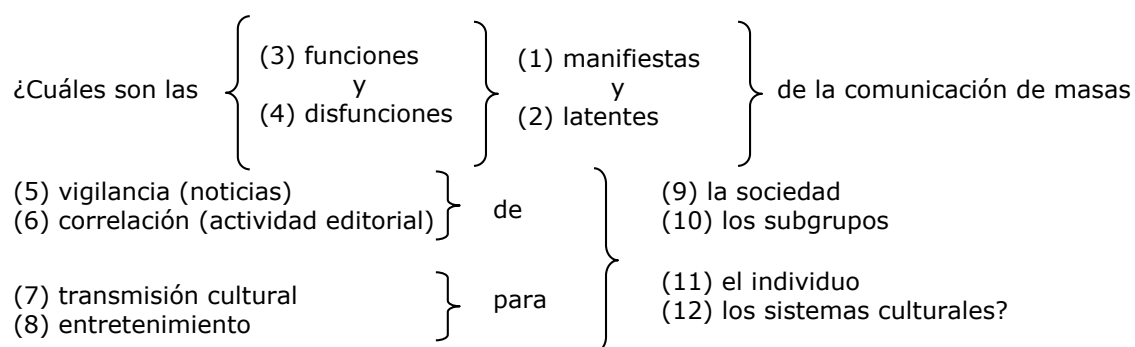 ¿Cuáles son las (3) funciones y (4) disfunciones (1) manifiestas y (2) latentes de la comunicación de masas
(5) vigilancia (noticias)
(6) correlación (actividad editorial)
de
(7) transmisión cultural
(8) entretenimiento
para
(9) la sociedad
(10) los subgrupos
(11) el individuo
(12) los sistemas culturales?